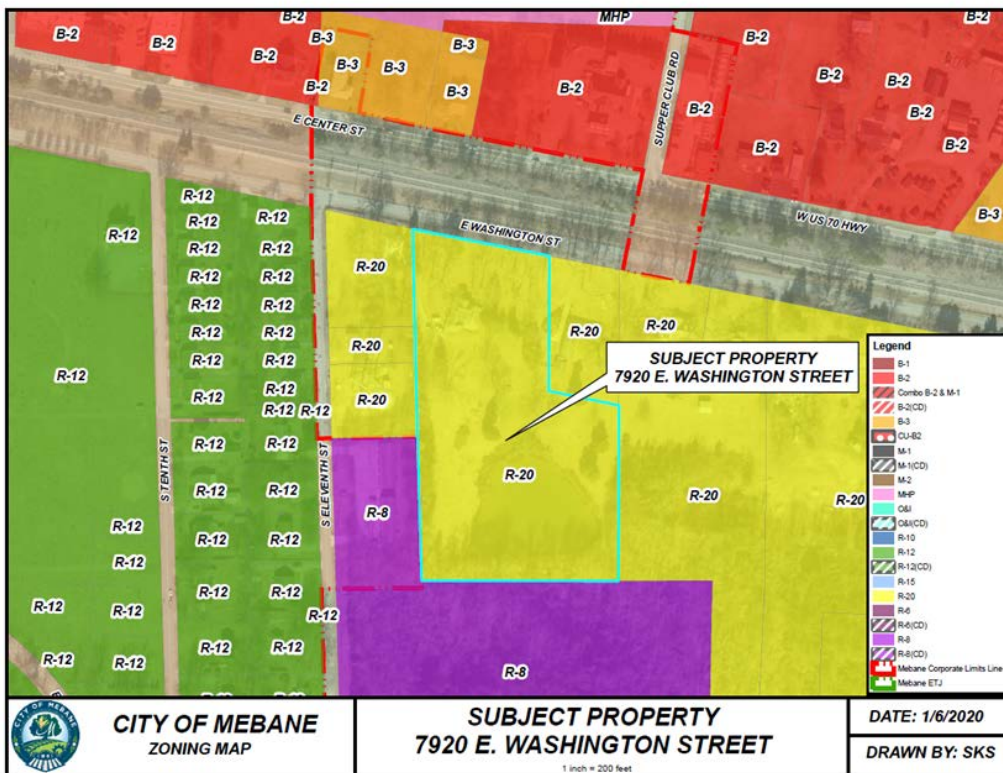 B-2
MHP
B-2
B-2
B-2
B-2
B-3
B-3
B-3
B-3
B-2
B-2
B-2
B-2
SUPPER CLUB RD
B-2
B-2
B-2
B-2
B-2
B-2
B-2
E CENTER ST
R-12
R-12
R-12
R-12
E WASHINGTON ST
W US 70 HWY
B-3
R-12
R-12
R-20
R-12
R-12
R-12
R-12
R-20
R-20
R-12
R-12
R-20
R-12
R-12
R-12
R-12
R-12
R-12
R-20
SUBJECT PROPERTY
7920 E. WASHINGTON STREET
S TENTH ST
S ELEVENTH ST
R-12
R-12
R-12
R-12
R-8
R-20
R-20
R-20
R-12
R-12
R-12
R-12
R-12
R-12
R-12
R-12
R-12
R-12
R-12
R-12
R-12
R-12
R-8
Legend
B-1
B-2
Combo B-2 & M-1
B-2(CD)
B-3
CU-B2
M-1
M-1(CD)
M-2
MHP
O&I
O&I(CD)
R-10
R-12
R-12(CD)
R-15
R-20
R-6
R-6(CD)
R-8
R-8(CD)
Mebane Corporate Limits Line
Mebane ETJ
CITY OF MEBANE
CITY OF MEBANE
ZONING MAP
SUBJECT PROPERTY
7920 E. WASHINGTON STREET
1 inch = 200 feet
DATE: 1/6/2020
DRAWN BY: SKS